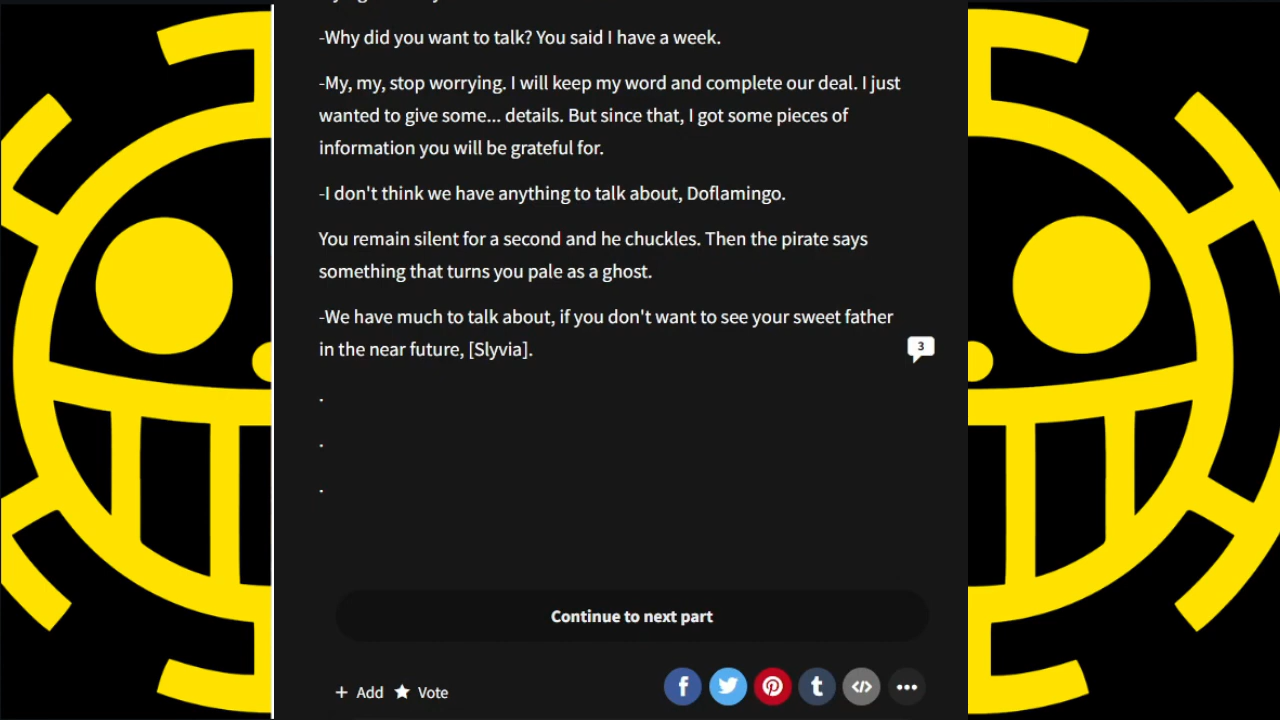 -Why did you want to talk? You said I have a week.
-My, my, stop worrying. I will keep my word and complete our deal. I just
wanted to give some... details. But since that, I got some pieces of
information you will be grateful for.
-I don't think we have anything to talk about, Doflamingo.
You remain silent for a second and he chuckles. Then the pirate says
something that turns you pale as a ghost.
-We have much to talk about, if you don't want to see your sweet father
in the near future, [Slyvia].
3
.
.
.
Continue to next part
+ Add ★ Vote
f t </> •••